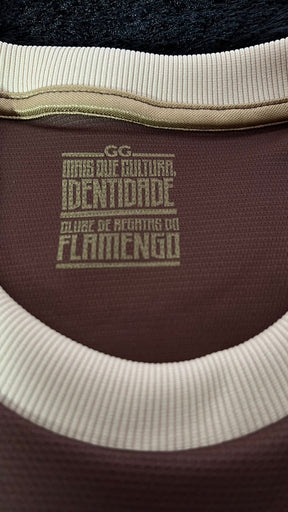 GG
MAIS QUE CULTURA,
IDENTIDADE
CLUBE DE REGATAS DO
FLAMENGO